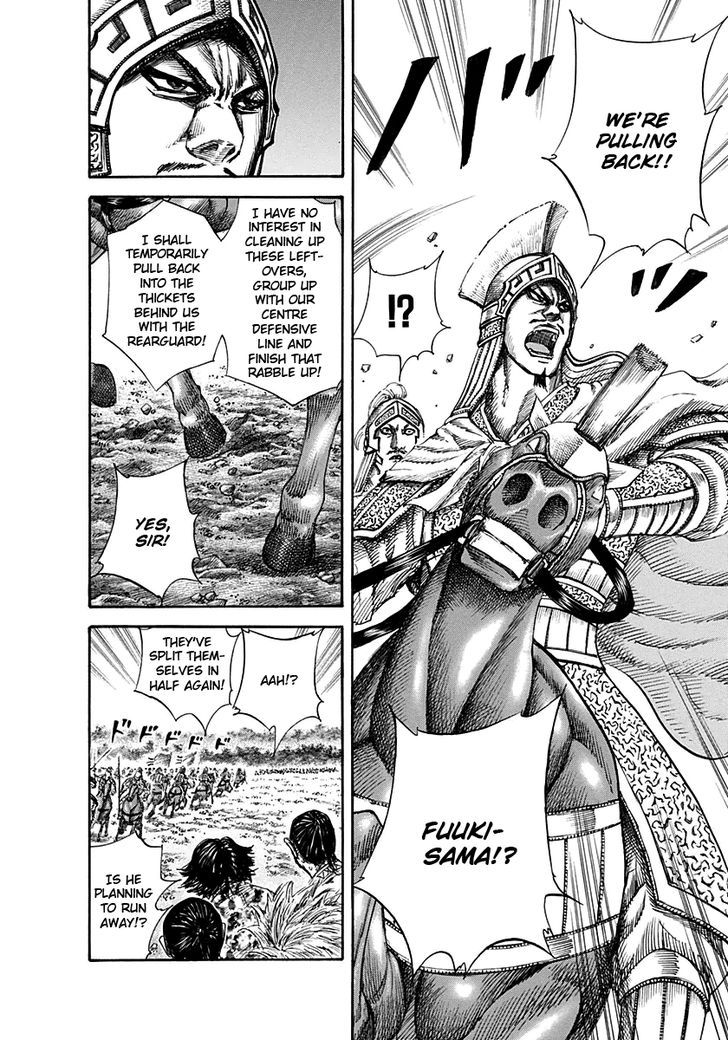 WE'RE
PULLING
BACK!!
バッ
!?
FUUKI-
SAMA!?
I HAVE NO
INTEREST IN
CLEANING UP
THESE LEFT-
OVERS,
GROUP UP
WITH OUR
CENTRE
DEFENSIVE
LINE AND
FINISH THAT
RABBLE UP!
I SHALL
TEMPORARILY
PULL BACK
INTO THE
THICKETS
BEHIND US
WITH THE
REARGUARD!
YES,
SIR!
AAH!?
THEY'VE
SPLIT THEM-
SELVES IN
HALF AGAIN!
ドドドド
IS HE
PLANNING
TO RUN
AWAY!?